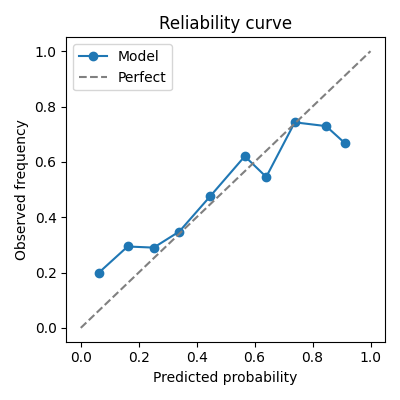 Reliability curve
Model
Perfect
Observed frequency
1.0
0.8
0.6
0.4
0.2
0.0
0.0 0.2 0.4 0.6 0.8 1.0
Predicted probability